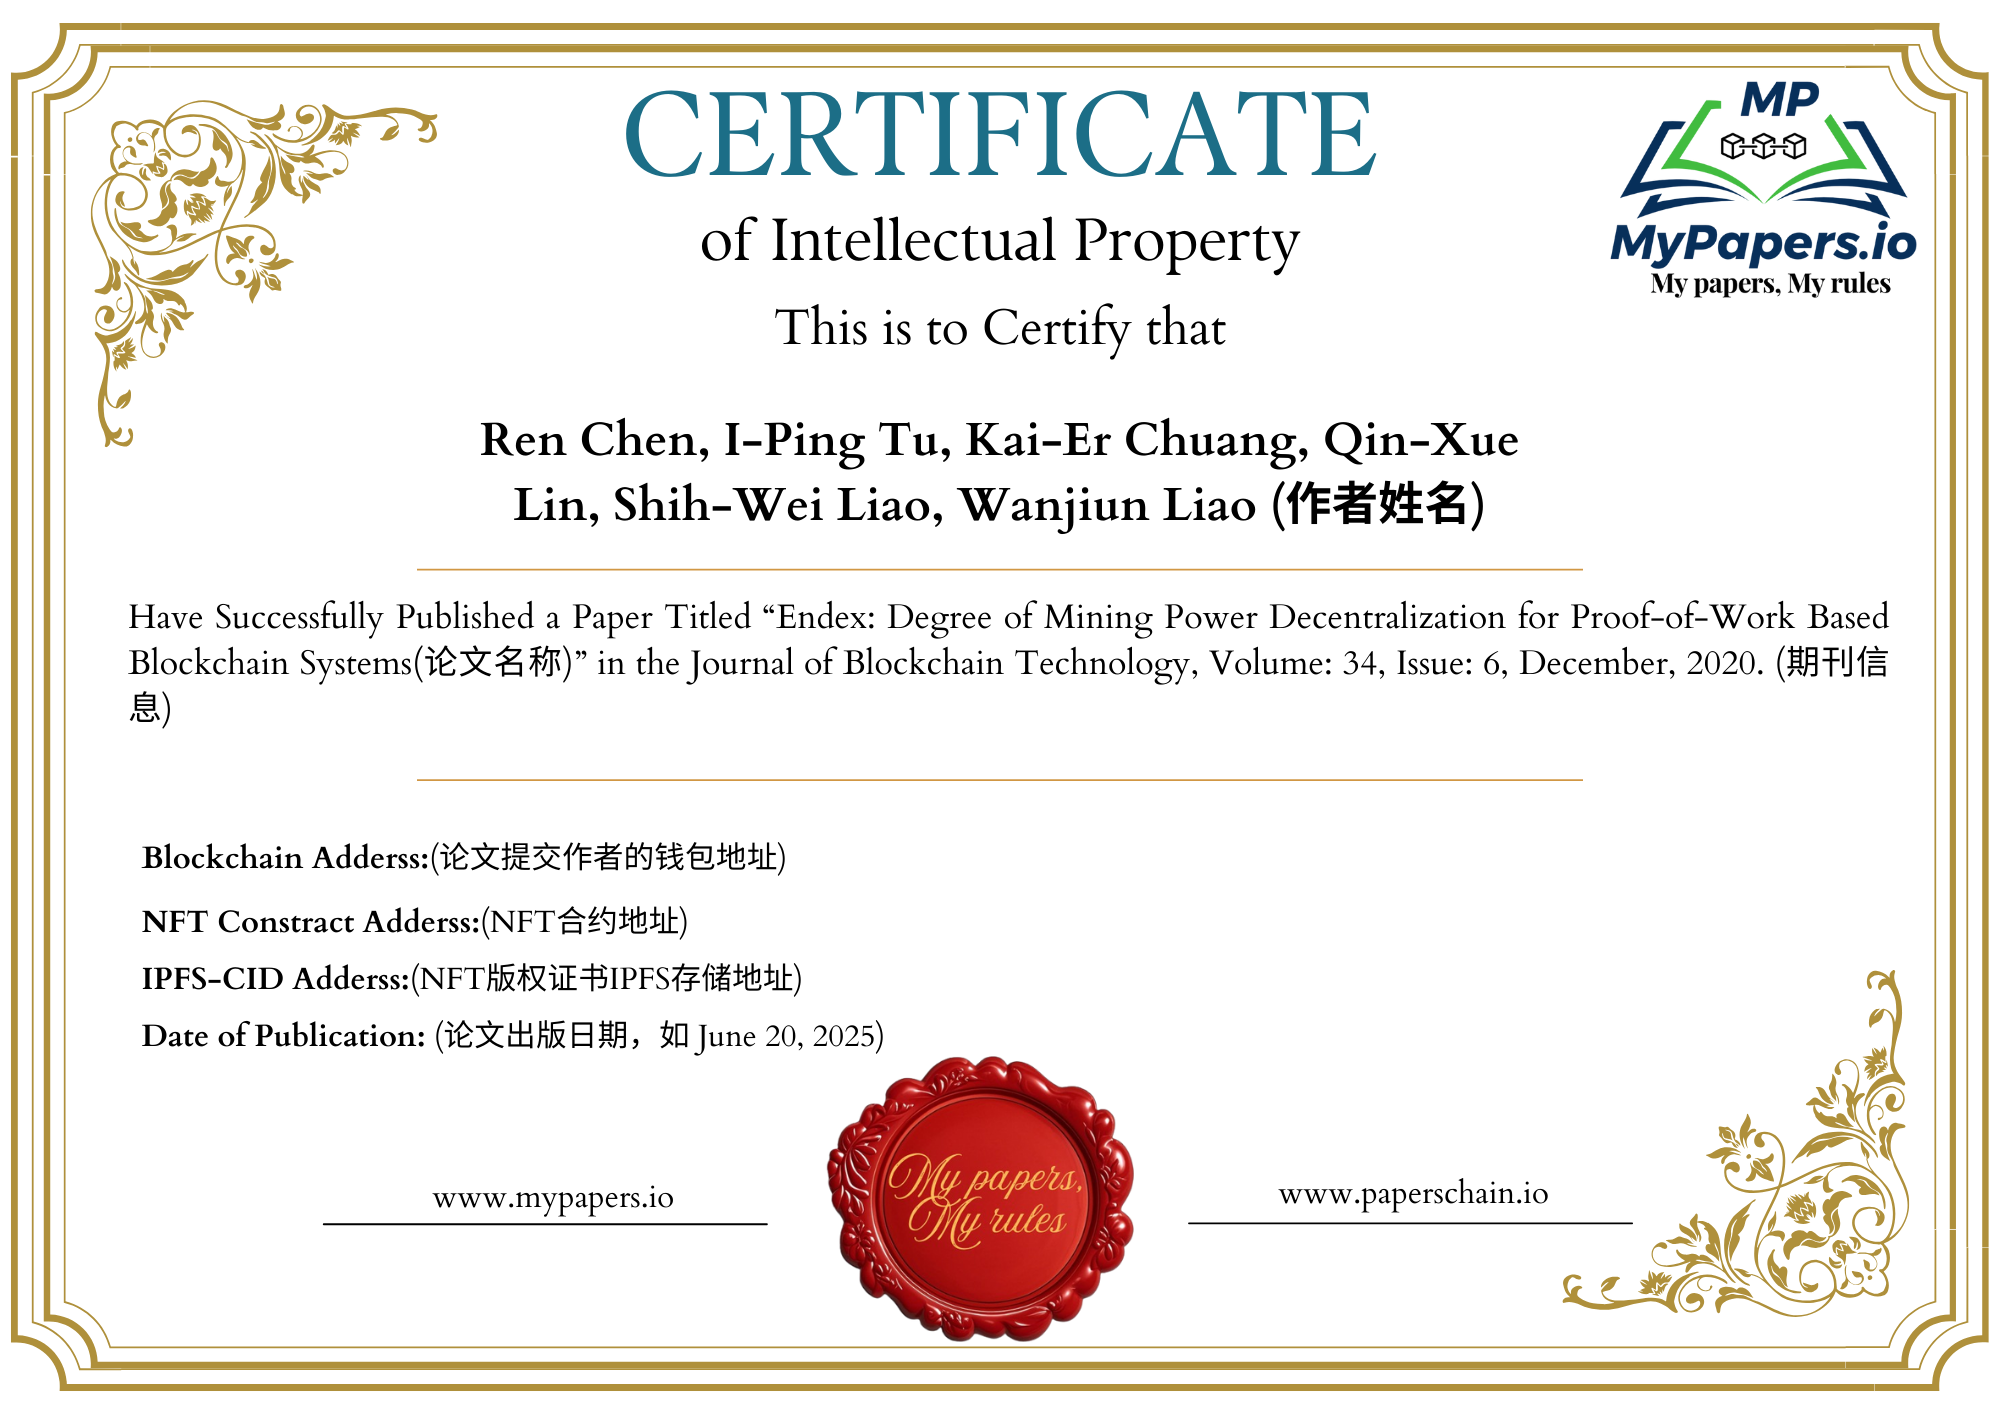 CERTIFICATE
MP
of Intellectual Property
MyPapers.io
My papers, My rules
This is to Certify that
Ren Chen, I-Ping Tu, Kai-Er Chuang, Qin-Xue
Lin, Shih-Wei Liao, Wanjiun Liao (作者姓名)
Have Successfully Published a Paper Titled “Endex: Degree of Mining Power Decentralization for Proof-of-Work Based
Blockchain Systems(论文名称)” in the Journal of Blockchain Technology, Volume: 34, Issue: 6, December, 2020. (期刊信
息)
Blockchain Adderss:(论文提交作者的钱包地址)
NFT Constract Adderss:(NFT合约地址)
IPFS-CID Adderss:(NFT版权证书IPFS存储地址)
Date of Publication: (论文出版日期，如 June 20, 2025)
www.mypapers.io
My papers,
My rules
www.paperschain.io